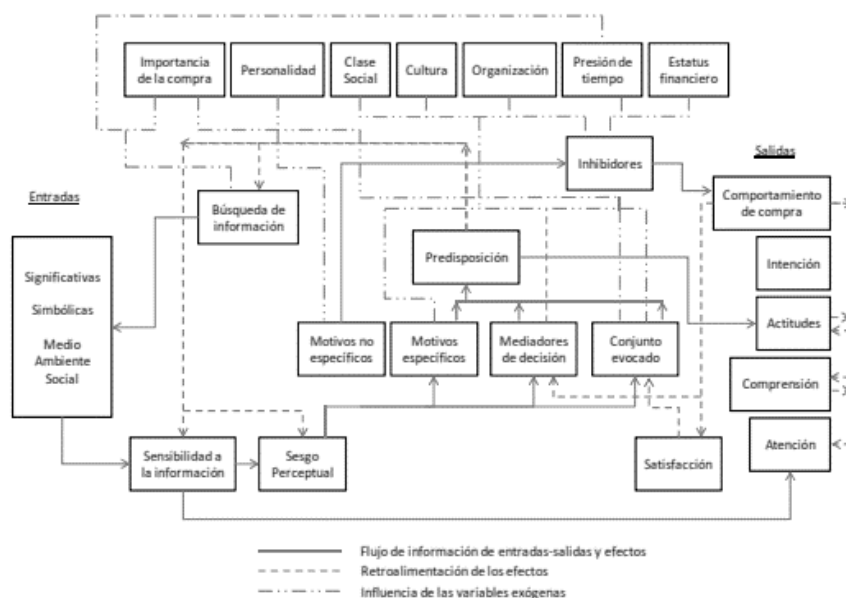 Importancia
de la compra
Personalidad
Clase
Social
Cultura
Organización
Presión de
tiempo
Estatus
financiero
Inhibidores
Salidas
Entradas
Búsqueda de
información
Comportamiento
de compra
Predisposición
Intención
Significativas
Simbólicas
Medio
Ambiente
Social
Motivos no
específicos
Motivos
específicos
Mediadores
de decisión
Conjunto
evocado
Actitudes
Comprensión
Sensibilidad a
la información
Sesgo
Perceptual
Satisfacción
Atención
Flujo de información de entradas-salidas y efectos
Retroalimentación de los efectos
Influencia de las variables exógenas